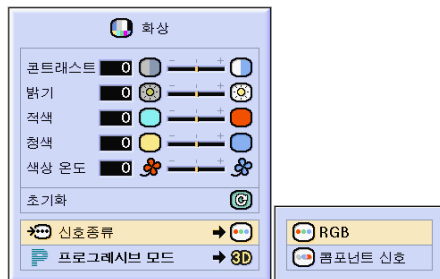 화상
콘트래스트 0 - +
밝기 0 - +
적색 0 - +
청색 0 - +
색상 온도 0 - +
초기화
신호종류
RGB
프로그레시브 모드 3D
콤포넌트 신호